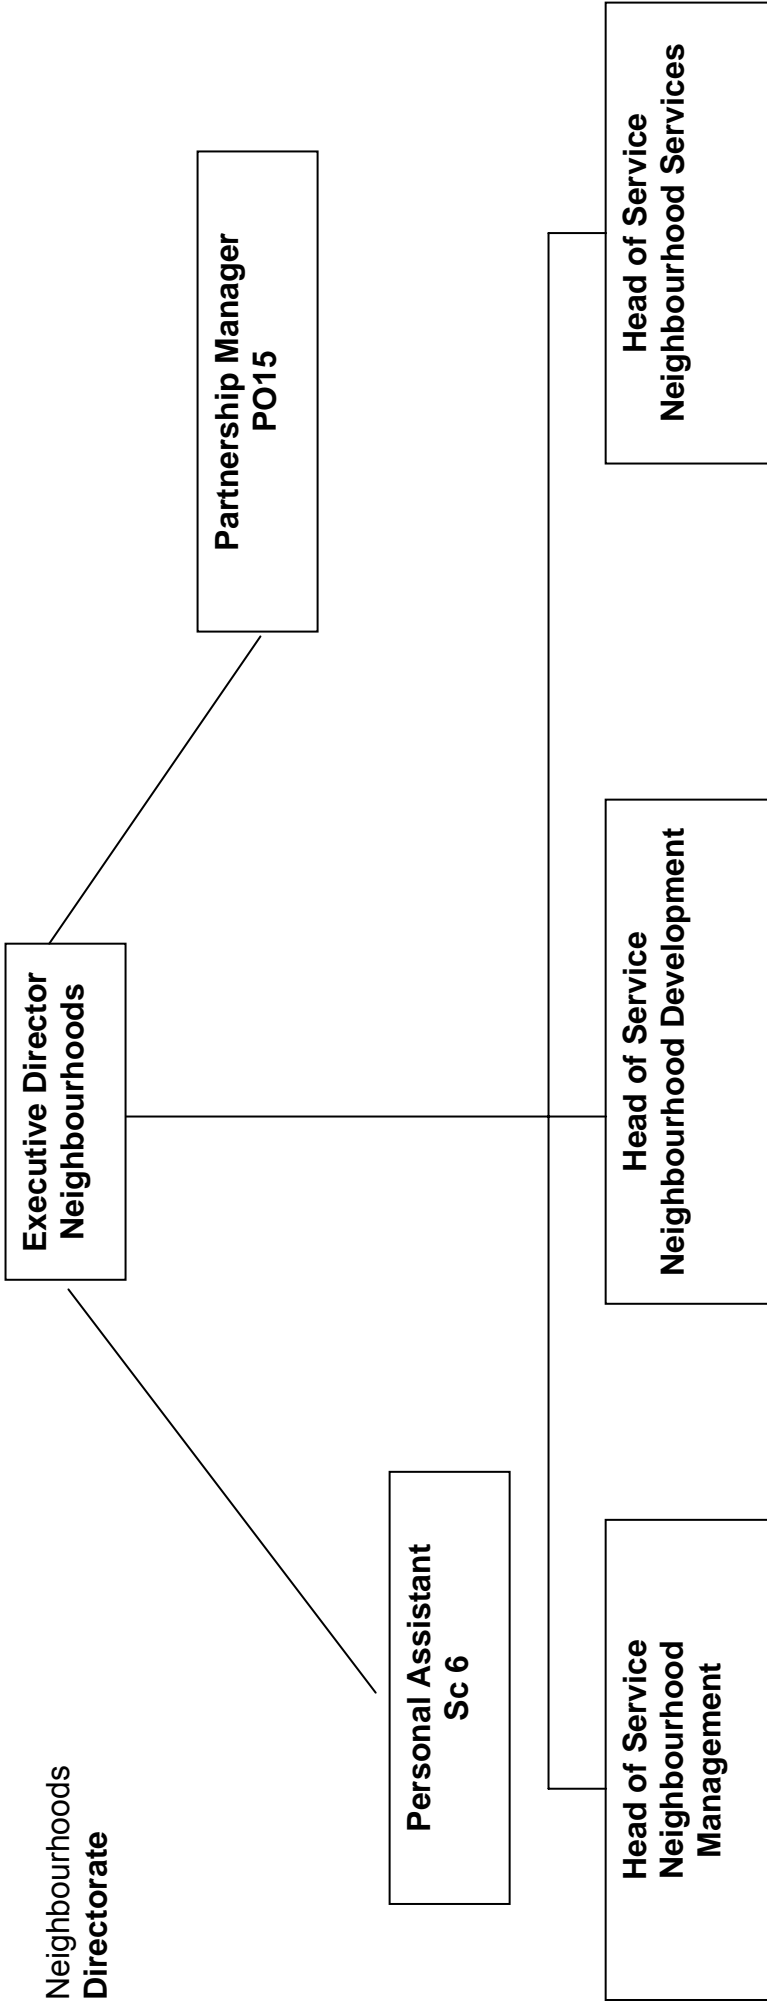 Neighbourhoods
Directorate
Executive Director
Neighbourhoods
Partnership Manager
PO15
Personal Assistant
Sc 6
Head of Service
Neighbourhood
Management
Head of Service
Neighbourhood Development
Head of Service
Neighbourhood Services